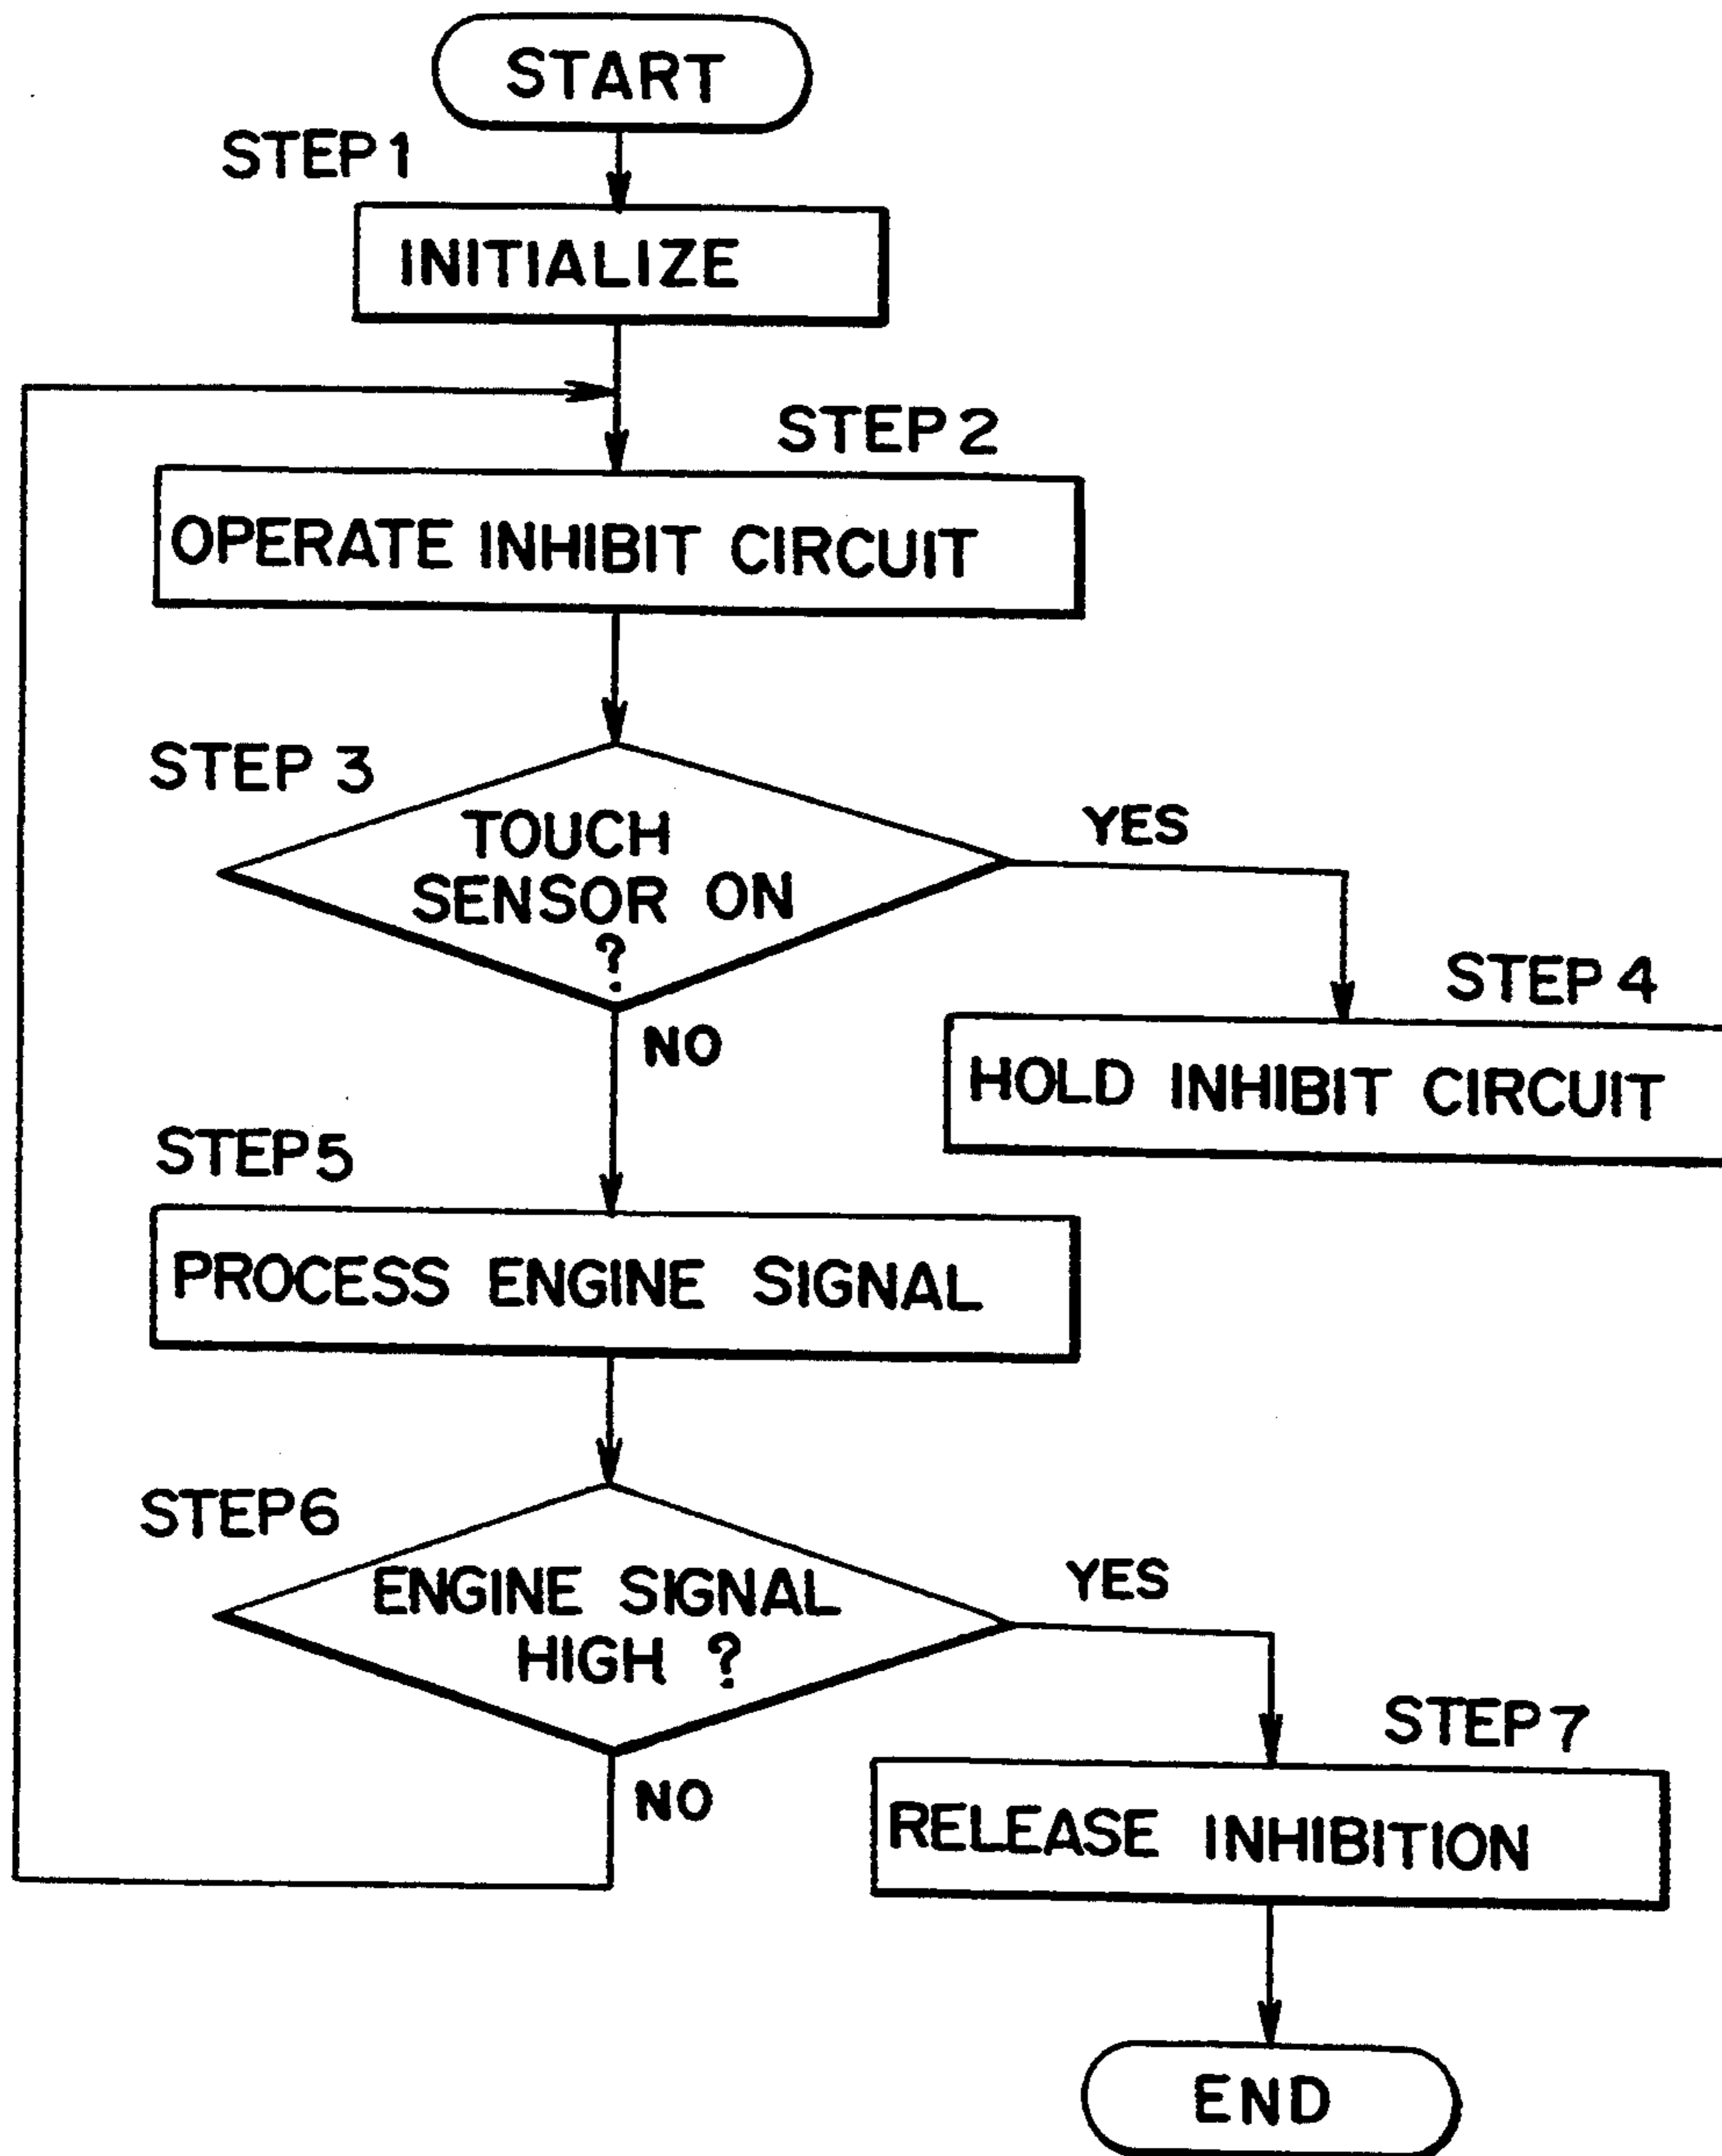 START
STEP 1
INITIALIZE
STEP 2
OPERATE INHIBIT CIRCUIT
STEP 3
TOUCH
SENSOR ON
?
YES
NO
STEP 4
HOLD INHIBIT CIRCUIT
STEP 5
PROCESS ENGINE SIGNAL
STEP 6
ENGINE SIGNAL
HIGH ?
YES
NO
STEP 7
RELEASE INHIBITION
END